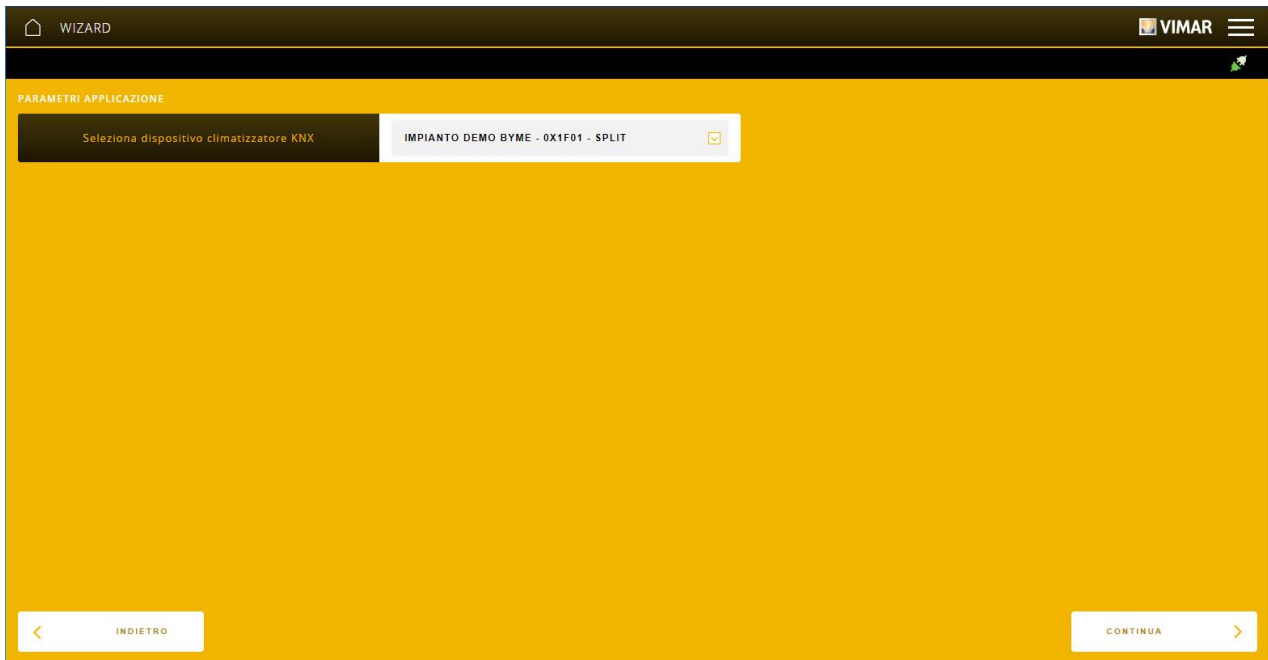 WIZARD
VIMAR
PARAMETRI APPLICAZIONE
Seleziona dispositivo climatizzatore KNX
IMPIANTO DEMO BYME - 0X1F01 - SPLIT
INDIETRO
CONTINUA